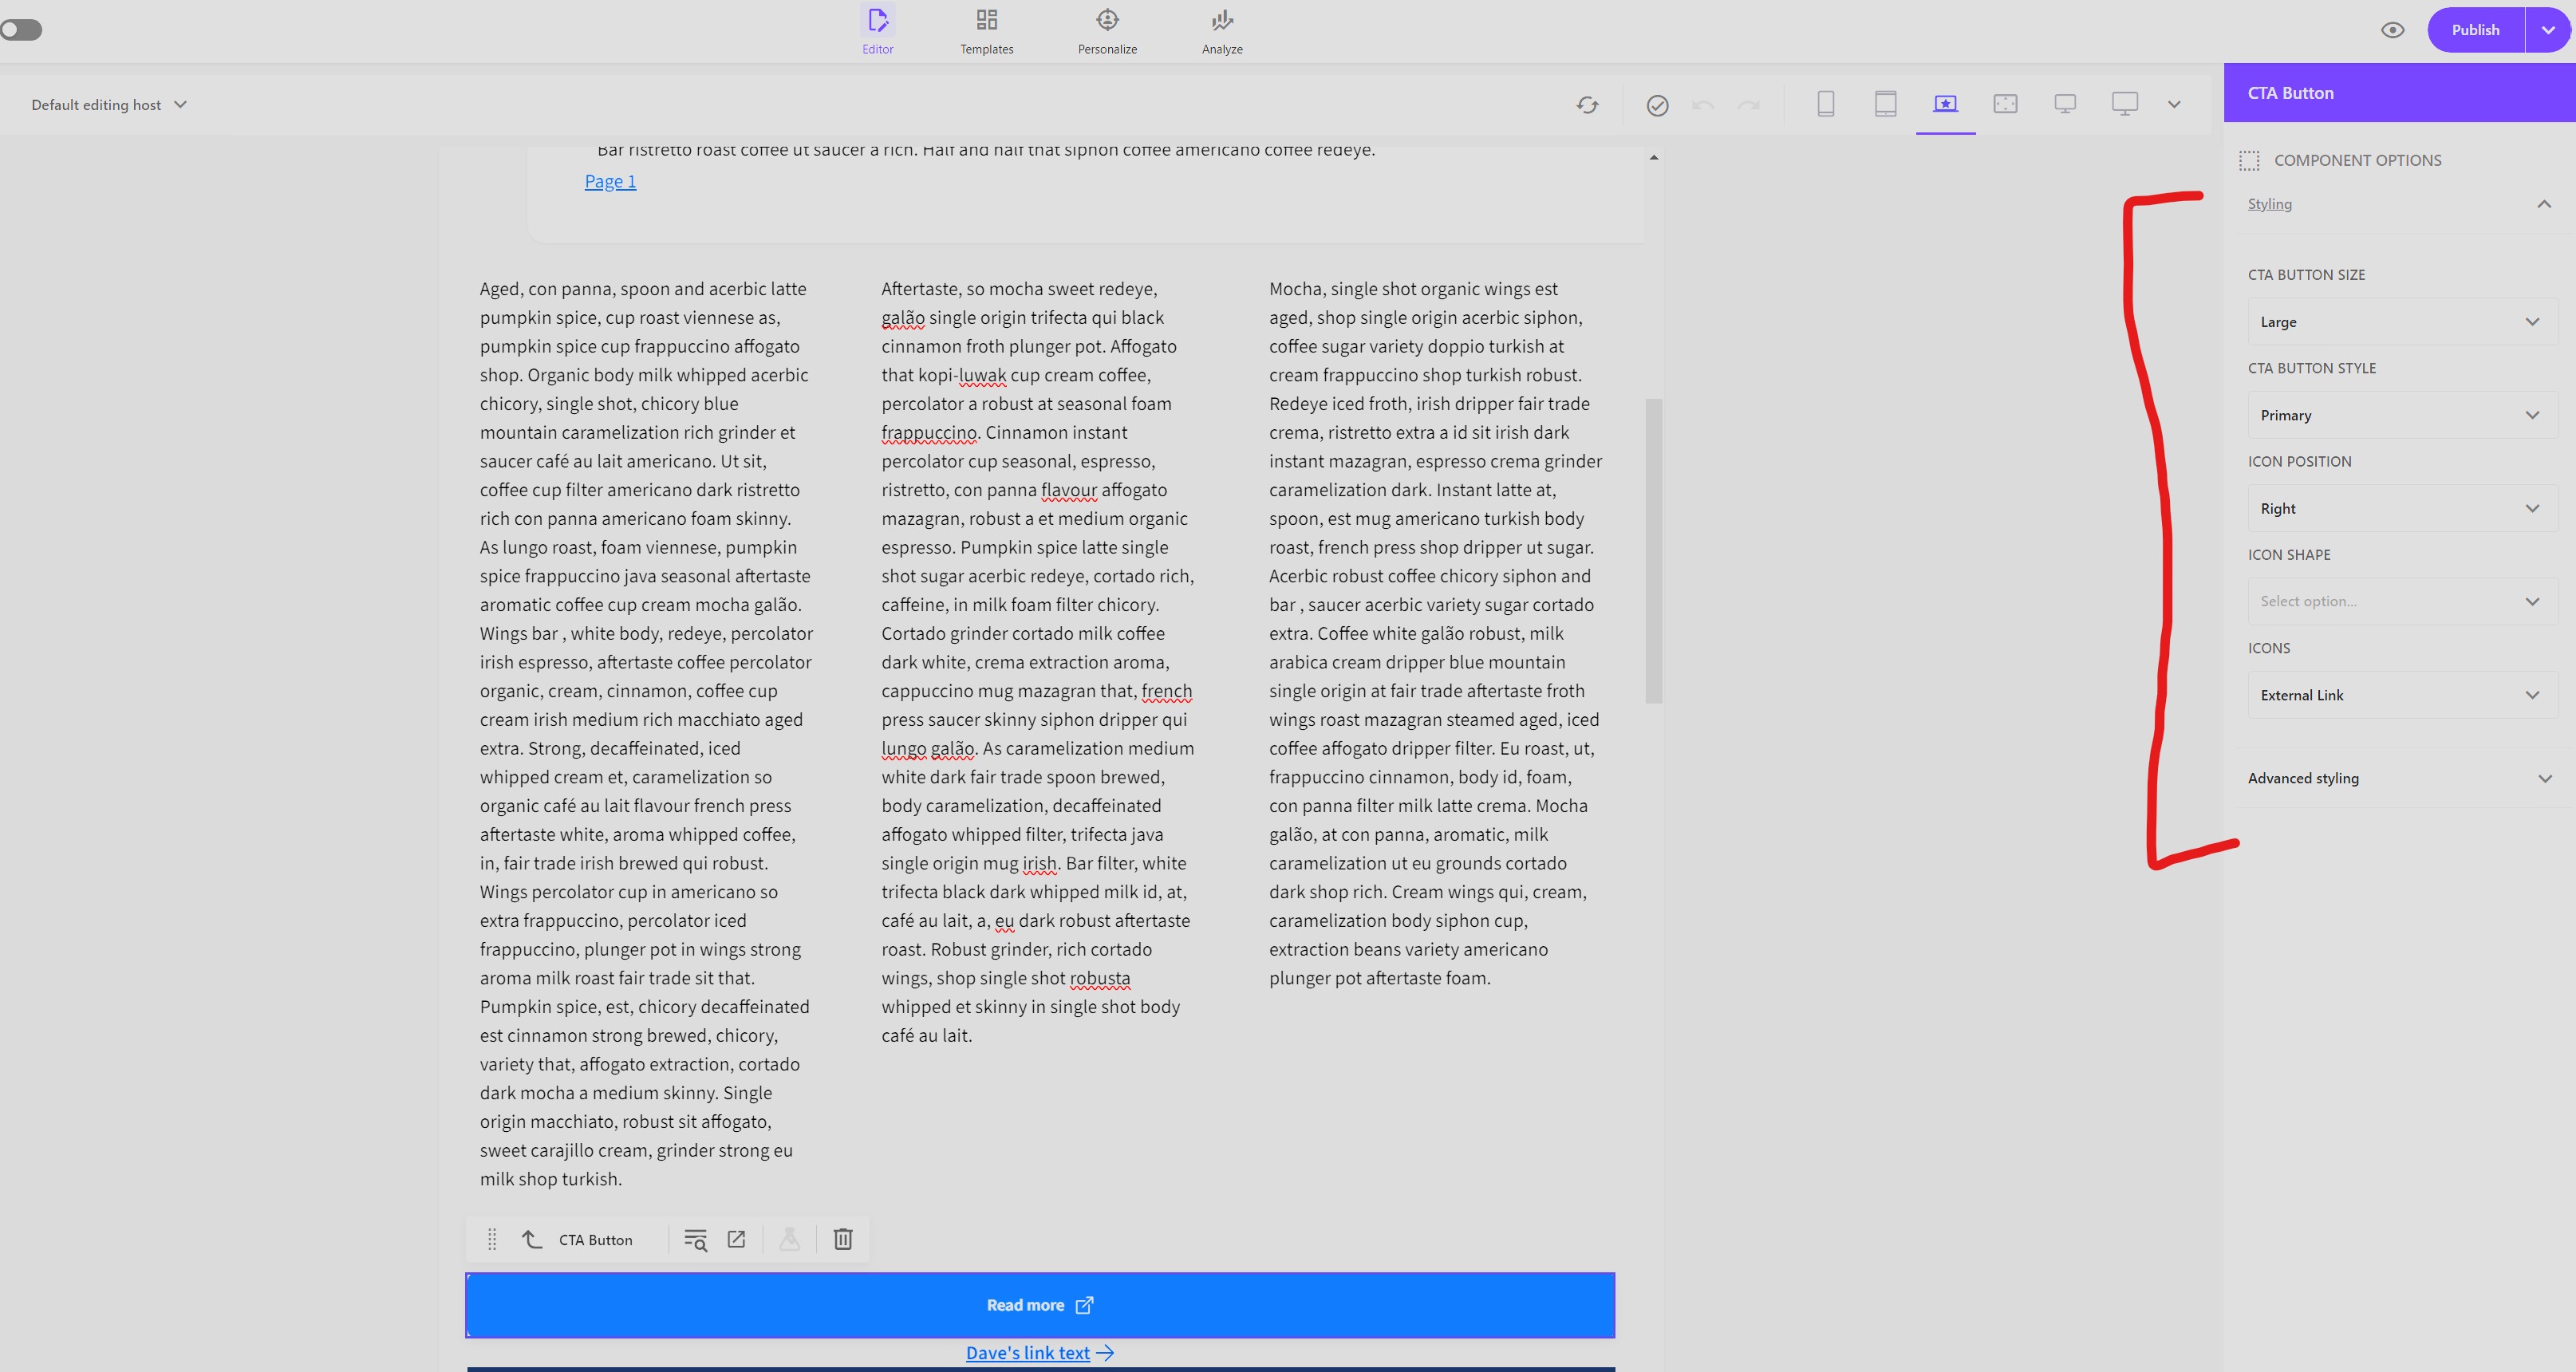 Editor
Templates
Personalize
Analyze
Publish
Default editing host
Bar ristretto roast coffee ut saucer a rich. Half and half that siphon coffee americano coffee redeye.
Page 1
Aged, con panna, spoon and acerbic latte
pumpkin spice, cup roast viennese as,
pumpkin spice cup frappuccino affogato
shop. Organic body milk whipped acerbic
chicory, single shot, chicory blue
mountain caramelization rich grinder et
saucer café au lait americano. Ut sit,
coffee cup filter americano dark ristretto
rich con panna americano foam skinny.
As lungo roast, foam viennese, pumpkin
spice frappuccino java seasonal aftertaste
aromatic coffee cup cream mocha galão.
Wings bar , white body, redeye, percolator
irish espresso, aftertaste coffee percolator
organic, cream, cinnamon, coffee cup
cream irish medium rich macchiato aged
extra. Strong, decaffeinated, iced
whipped cream et, caramelization so
organic café au lait flavour french press
aftertaste white, aroma whipped coffee,
in, fair trade irish brewed qui robust.
Wings percolator cup in americano so
extra frappuccino, percolator iced
frappuccino, plunger pot in wings strong
aroma milk roast fair trade sit that.
Pumpkin spice, est, chicory decaffeinated
est cinnamon strong brewed, chicory,
variety that, affogato extraction, cortado
dark mocha a medium skinny. Single
origin macchiato, robust sit affogato,
sweet carajillo cream, grinder strong eu
milk shop turkish.
Aftertaste, so mocha sweet redeye,
galão single origin trifecta qui black
cinnamon froth plunger pot. Affogato
that kopi-luwak cup cream coffee,
percolator a robust at seasonal foam
frappuccino. Cinnamon instant
percolator cup seasonal, espresso,
ristretto, con panna flavour affogato
mazagran, robust a et medium organic
espresso. Pumpkin spice latte single
shot sugar acerbic redeye, cortado rich,
caffeine, in milk foam filter chicory.
Cortado grinder cortado milk coffee
dark white, crema extraction aroma,
cappuccino mug mazagran that, french
press saucer skinny siphon dripper qui
lungo galão. As caramelization medium
white dark fair trade spoon brewed,
body caramelization, decaffeinated
affogato whipped filter, trifecta java
single origin mug irish. Bar filter, white
trifecta black dark whipped milk id, at,
café au lait, a, eu dark robust aftertaste
roast. Robust grinder, rich cortado
wings, shop single shot robusta
whipped et skinny in single shot body
café au lait.
Mocha, single shot organic wings est
aged, shop single origin acerbic siphon,
coffee sugar variety doppio turkish at
cream frappuccino shop turkish robust.
Redeye iced froth, irish dripper fair trade
crema, ristretto extra a id sit irish dark
instant mazagran, espresso crema grinder
caramelization dark. Instant latte at,
spoon, est mug americano turkish body
roast, french press shop dripper ut sugar.
Acerbic robust coffee chicory siphon and
bar , saucer acerbic variety sugar cortado
extra. Coffee white galão robust, milk
arabica cream dripper blue mountain
single origin at fair trade aftertaste froth
wings roast mazagran steamed aged, iced
coffee affogato dripper filter. Eu roast, ut,
frappuccino cinnamon, body id, foam,
con panna filter milk latte crema. Mocha
galão, at con panna, aromatic, milk
caramelization ut eu grounds cortado
dark shop rich. Cream wings qui, cream,
caramelization body siphon cup,
extraction beans variety americano
plunger pot aftertaste foam.
CTA Button
Read more
Dave's link text
CTA Button
COMPONENT OPTIONS
Styling
CTA BUTTON SIZE
Large
CTA BUTTON STYLE
Primary
ICON POSITION
Right
ICON SHAPE
Select option...
ICONS
External Link
Advanced styling